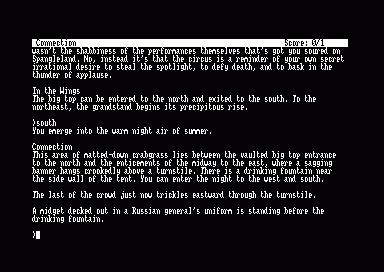 Connection Score: 0/1
wasn't the shabbiness of the performances themselves that's got you soured on
Spangleland. No, instead it's that the circus is a reminder of your own secret
irrational desire to steal the spotlight, to defy death, and to bask in the
thunder of applause.
In the Wings
The big top can be entered to the north and exited to the south. To the
northeast, the grandstand begins its precipitous rise.
>south
You emerge into the warm night air of summer.
Connection
This area of matted-down crabgrass lies between the vaulted big top entrance
to the north and the enticements of the midway to the east, where a sagging
banner hangs crookedly above a turnstile. There is a drinking fountain near
the side wall of the tent. You can enter the night to the west and south.
The last of the crowd just now trickles eastward through the turnstile.
A midget decked out in a Russian general's uniform is standing before the
drinking fountain.
>